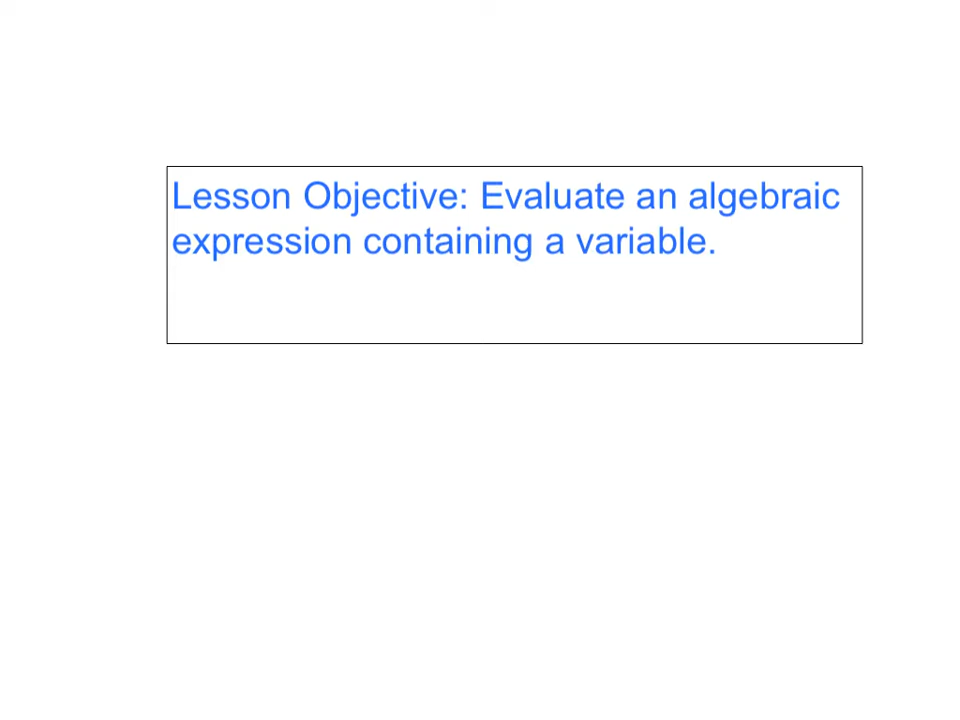 Lesson Objective: Evaluate an algebraic
expression containing a variable.